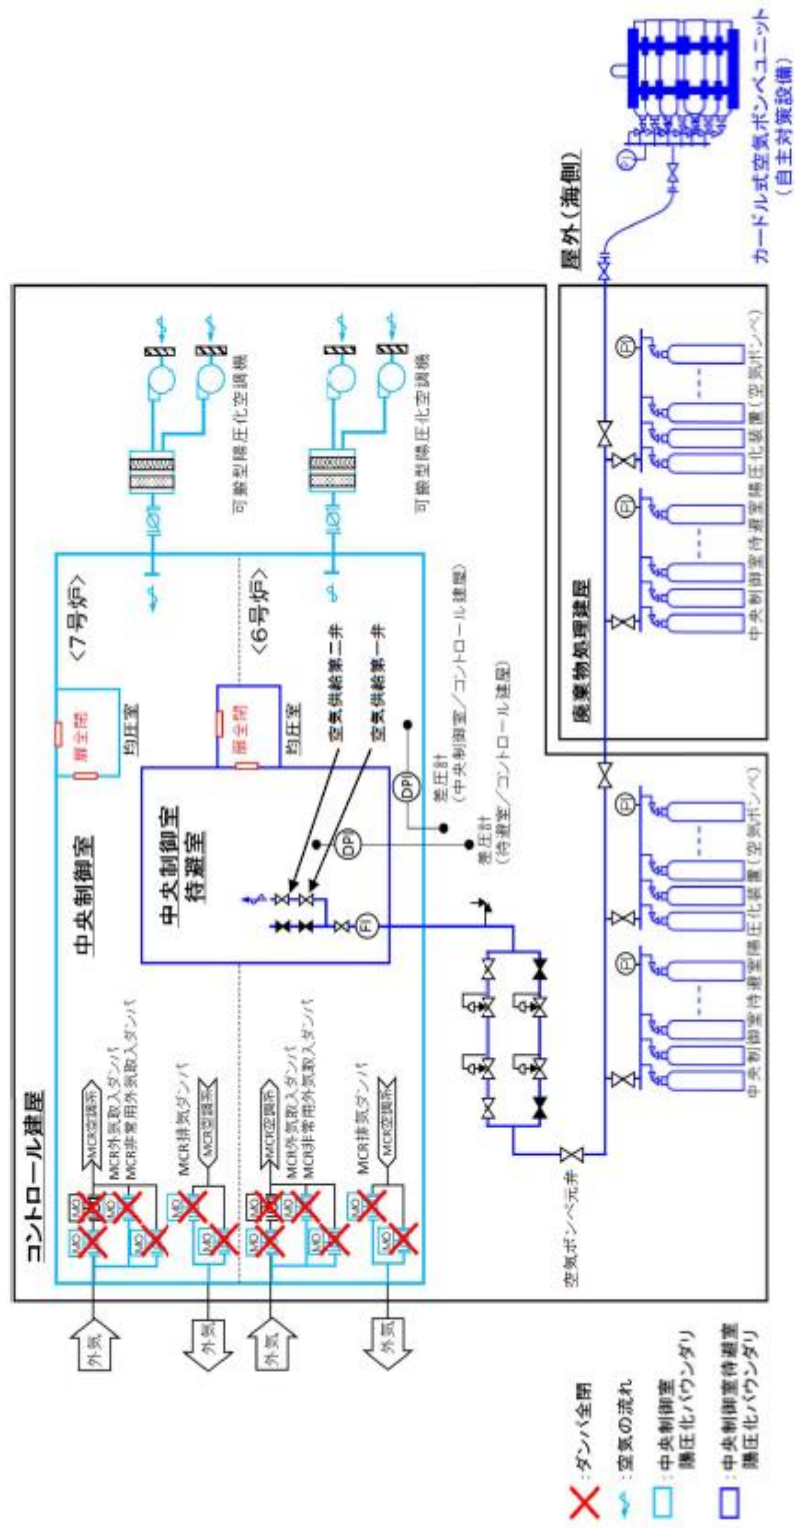 コントロール建屋
中央制御室
<7号炉>
<6号炉>
中央制御室
待避室
均圧室
扉全閉
均圧室
扉全閉
外気
外気
外気
外気
MO
MO
MO
MO
MO
MO
MO
MO
MO
MO
MO
MO
MCR空調系
MCR外気取入ダンパ
MCR非常用外気取入ダンパ
MCR排気ダンパ
MCR空調系
MCR空調系
MCR外気取入ダンパ
MCR非常用外気取入ダンパ
MCR排気ダンパ
MCR空調系
可搬型陽圧化空調機
可搬型陽圧化空調機
空気供給第二弁
空気供給第一弁
FI
DPI
DPI
差圧計
(中央制御室/コントロール建屋)
差圧計
(待避室/コントロール建屋)
空気ボンベ元弁
PI
PI
中央制御室待避室陽圧化装置(空気ボンベ)
廃棄物処理建屋
PI
PI
中央制御室待避室陽圧化装置(空気ボンベ)
屋外(海側)
PI
カードル式空気ボンベユニット
(自主対策設備)
:ダンパ全閉
:空気の流れ
:中央制御室
陽圧化バウンダリ
:中央制御室待避室
陽圧化バウンダリ